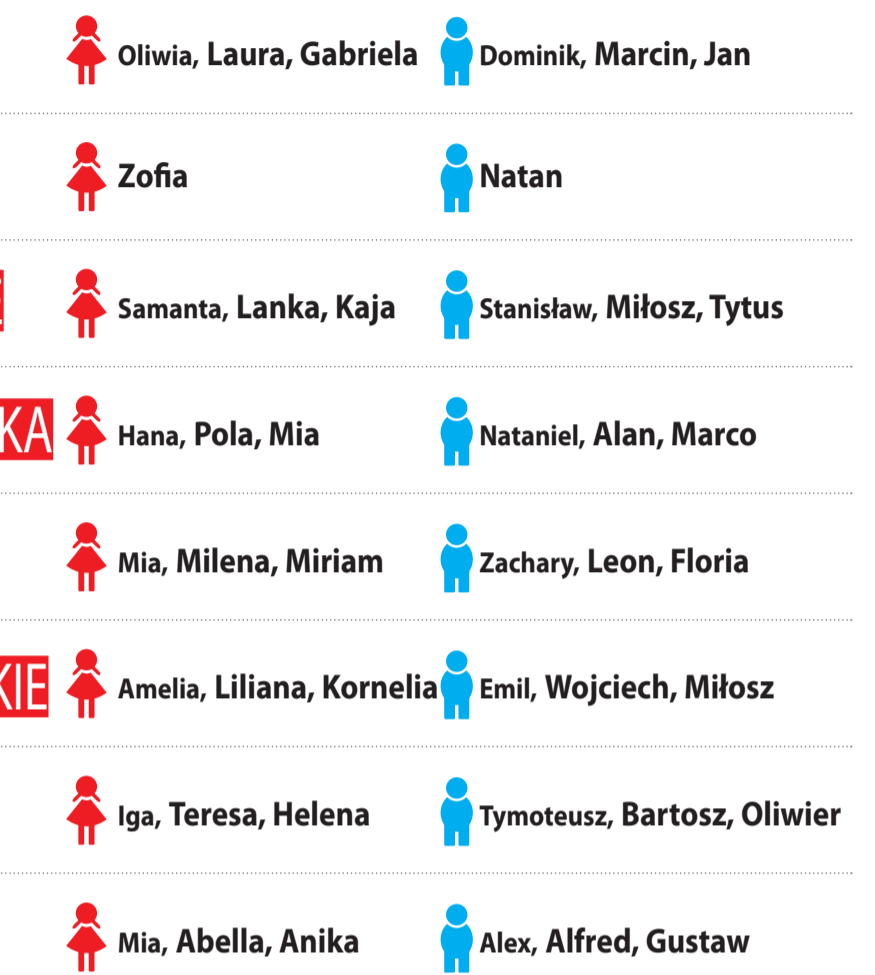 Oliwia, Laura, Gabriela Dominik, Marcin, Jan
Zofia Natan
Samanta, Lanka, Kaja Stanisław, Miłosz, Tytus
KA Hana, Pola, Mia Nataniel, Alan, Marco
Mia, Milena, Miriam Zachary, Leon, Floria
KIE Amelia, Liliana, Kornelia Emil, Wojciech, Miłosz
Iga, Teresa, Helena Tymoteusz, Bartosz, Oliwier
Mia, Abella, Anika Alex, Alfred, Gustaw